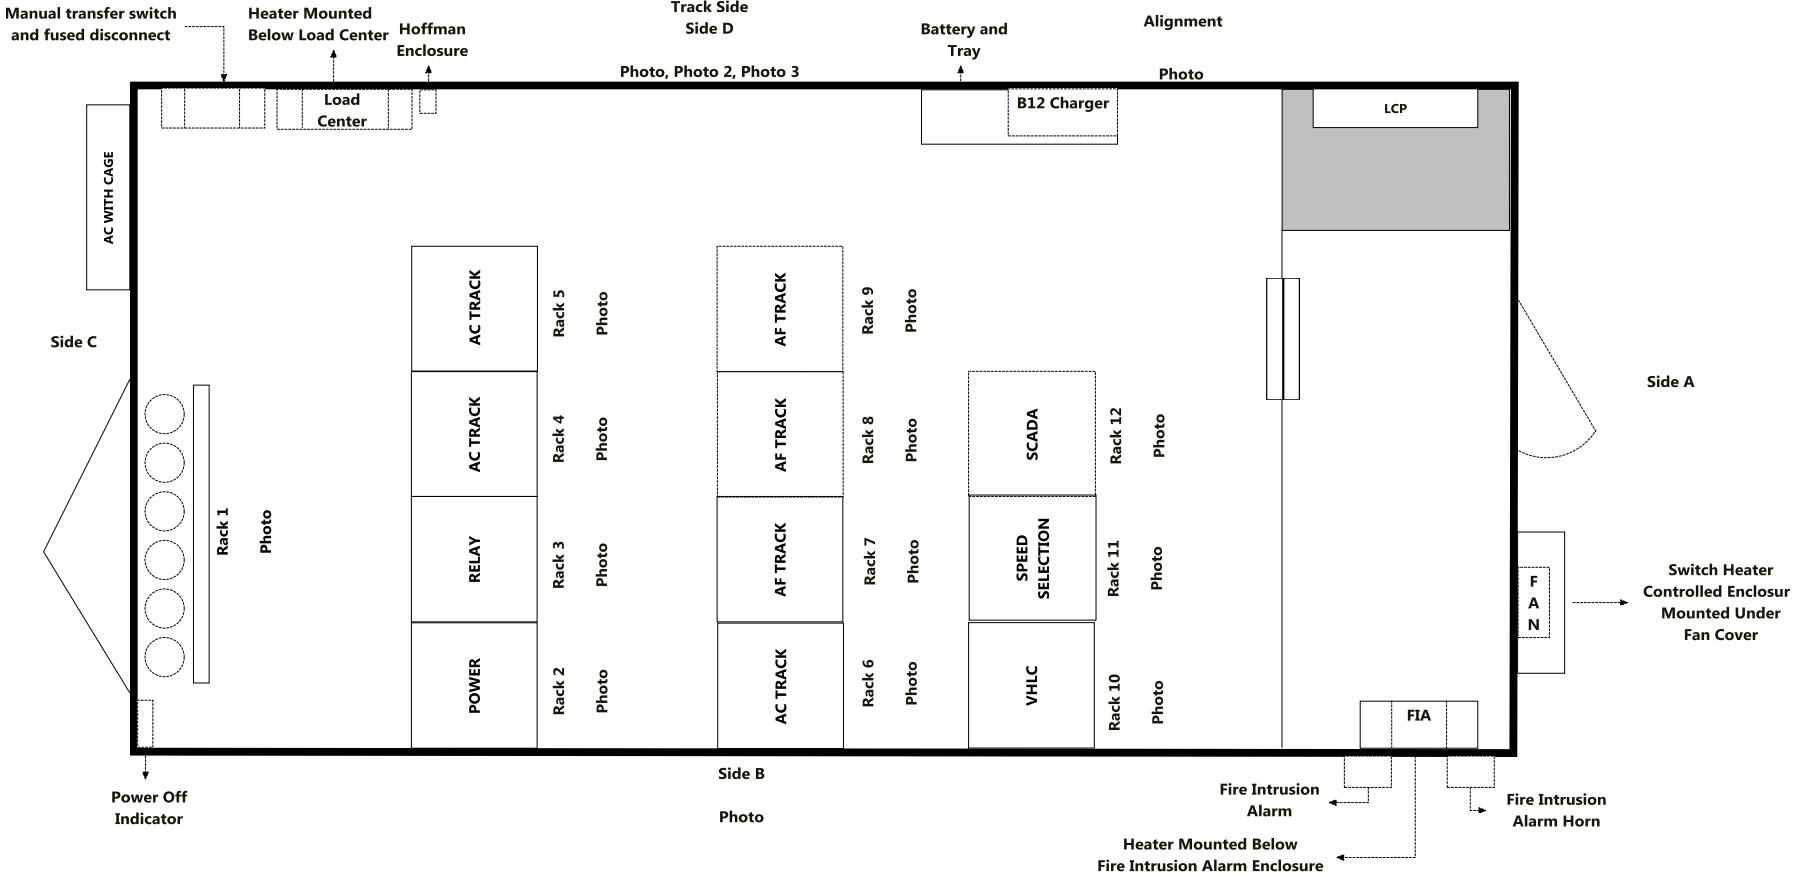 Manual transfer switch
and fused disconnect
Heater Mounted
Below Load Center
Hoffman
Enclosure
Track Side
Side D
Photo, Photo 2, Photo 3
Battery and
Tray
Alignment
Photo
Load
Center
B12 Charger
LCP
AC WITH CAGE
Side C
Side A
AC TRACK
Rack 5
Photo
AF TRACK
Rack 9
Photo
AC TRACK
Rack 4
Photo
AF TRACK
Rack 8
Photo
SCADA
Rack 12
Photo
Rack 1
Photo
RELAY
Rack 3
Photo
AF TRACK
Rack 7
Photo
SPEED
SELECTION
Rack 11
Photo
POWER
Rack 2
Photo
AC TRACK
Rack 6
Photo
VHLC
Rack 10
Photo
F
A
N
Switch Heater
Controlled Enclosur
Mounted Under
Fan Cover
FIA
Side B
Photo
Power Off
Indicator
Fire Intrusion
Alarm
Fire Intrusion
Alarm Horn
Heater Mounted Below
Fire Intrusion Alarm Enclosure